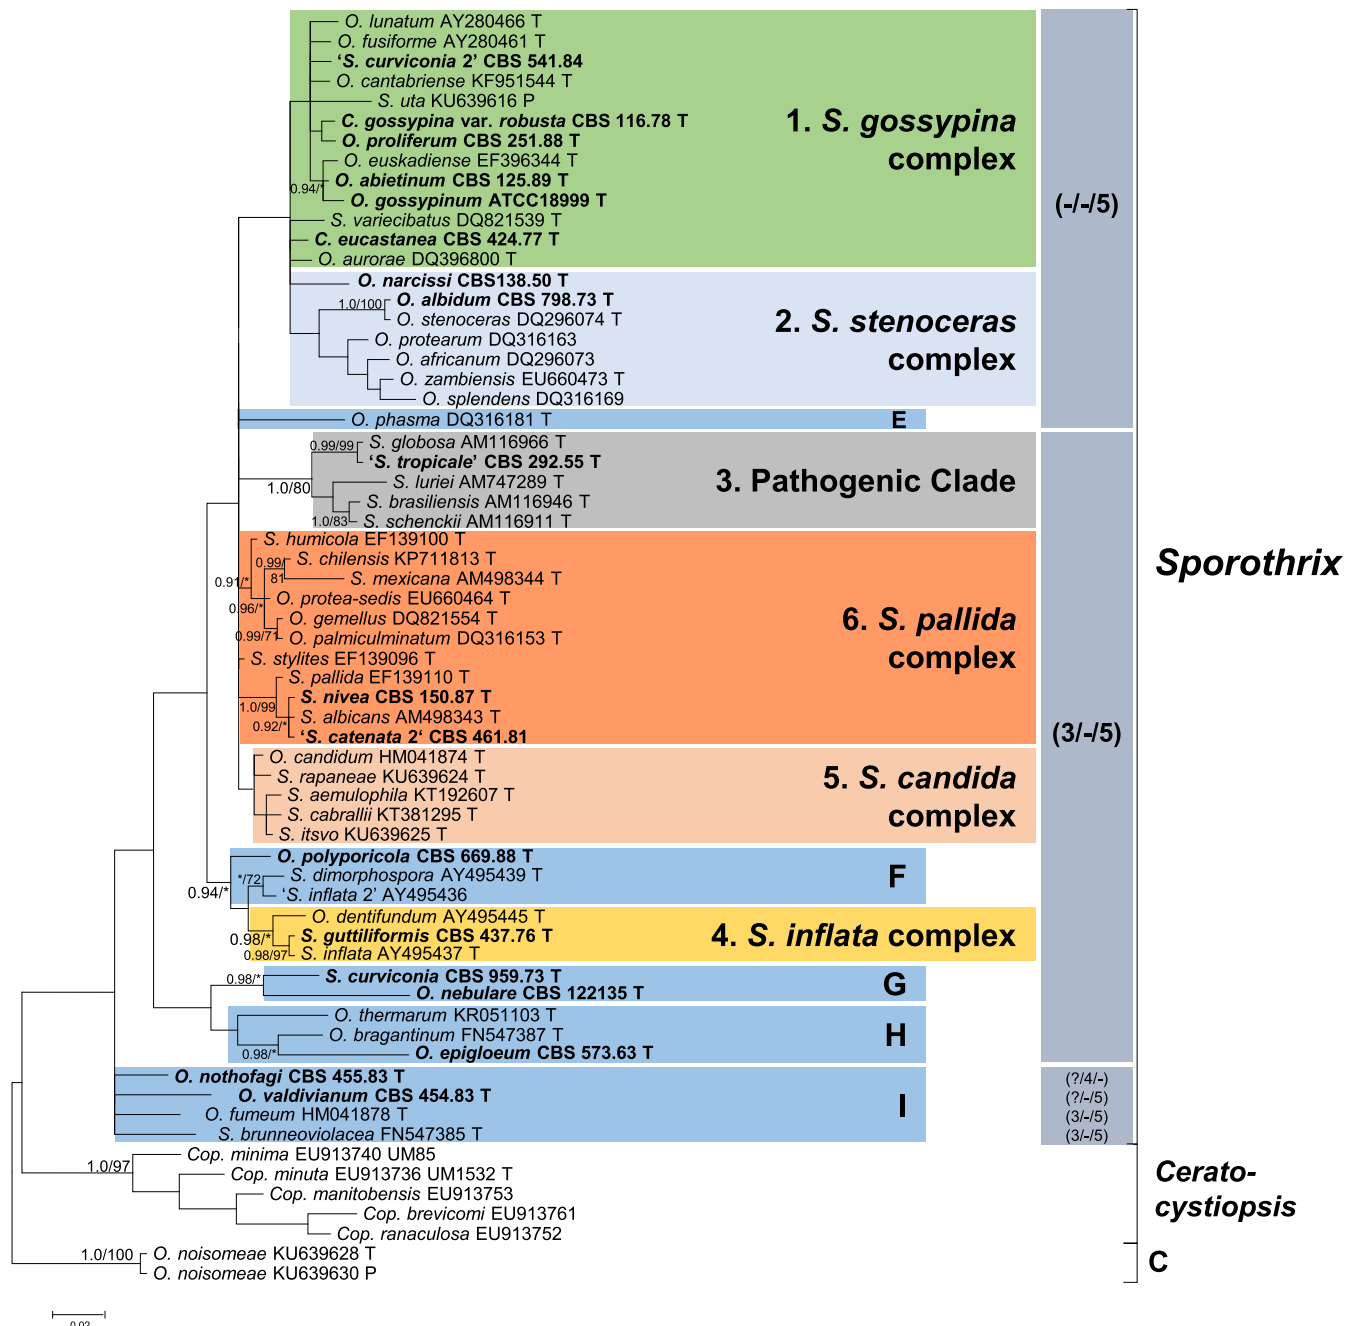 O. lunatum AY280466 T
O. fusiforme AY280461 T
‘S. curviconia 2’ CBS 541.84
O. cantabriense KF951544 T
S. uta KU639616 P
C. gossypina var. robusta CBS 116.78 T
O. proliferum CBS 251.88 T
O. euskadiense EF396344 T
O. abietinum CBS 125.89 T
0.94/*
O. gossypinum ATCC18999 T
S. variecibatus DQ821539 T
C. eucastanea CBS 424.77 T
O. aurorae DQ396800 T
1. S. gossypina
complex
(-/-/5)
O. narcissi CBS138.50 T
O. albidum CBS 798.73 T
1.0/100
O. stenoceras DQ296074 T
O. protearum DQ316163
O. africanum DQ296073
O. zambiensis EU660473 T
O. splendens DQ316169
2. S. stenoceras
complex
O. phasma DQ316181 T
E
S. globosa AM116966 T
0.99/99
‘S. tropicale’ CBS 292.55 T
S. luriei AM747289 T
1.0/80
S. brasiliensis AM116946 T
1.0/83
S. schenckii AM116911 T
3. Pathogenic Clade
S. humicola EF139100 T
S. chilensis KP711813 T
0.99/
81
S. mexicana AM498344 T
0.91/*
O. protea-sedis EU660464 T
0.96/*
O. gemellus DQ821554 T
0.99/71
O. palmiculminatum DQ316153 T
S. stylites EF139096 T
S. pallida EF139110 T
S. nivea CBS 150.87 T
1.0/99
S. albicans AM498343 T
0.92/*
‘S. catenata 2‘ CBS 461.81
6. S. pallida
complex
Sporothrix
(3/-/5)
O. candidum HM041874 T
S. rapaneae KU639624 T
S. aemulophila KT192607 T
S. cabrallii KT381295 T
S. itsvo KU639625 T
5. S. candida
complex
O. polyporicola CBS 669.88 T
S. dimorphospora AY495439 T
*/72
‘S. inflata 2’ AY495436
0.94/*
F
O. dentifundum AY495445 T
S. guttiliformis CBS 437.76 T
0.98/*
S. inflata AY495437 T
0.98/97
4. S. inflata complex
S. curviconia CBS 959.73 T
0.98/*
O. nebulare CBS 122135 T
G
O. thermarum KR051103 T
O. bragantinum FN547387 T
0.98/*
O. epigloeum CBS 573.63 T
H
O. nothofagi CBS 455.83 T
(?/4/-)
O. valdivianum CBS 454.83 T
(?/-/5)
O. fumeum HM041878 T
(3/-/5)
S. brunneoviolacea FN547385 T
(3/-/5)
I
Cop. minima EU913740 UM85
1.0/97
Cop. minuta EU913736 UM1532 T
Cop. manitobensis EU913753
Cop. brevicomi EU913761
Cop. ranaculosa EU913752
Cerato-
cystiopsis
O. noisomeae KU639628 T
1.0/100
O. noisomeae KU639630 P
C
0.02